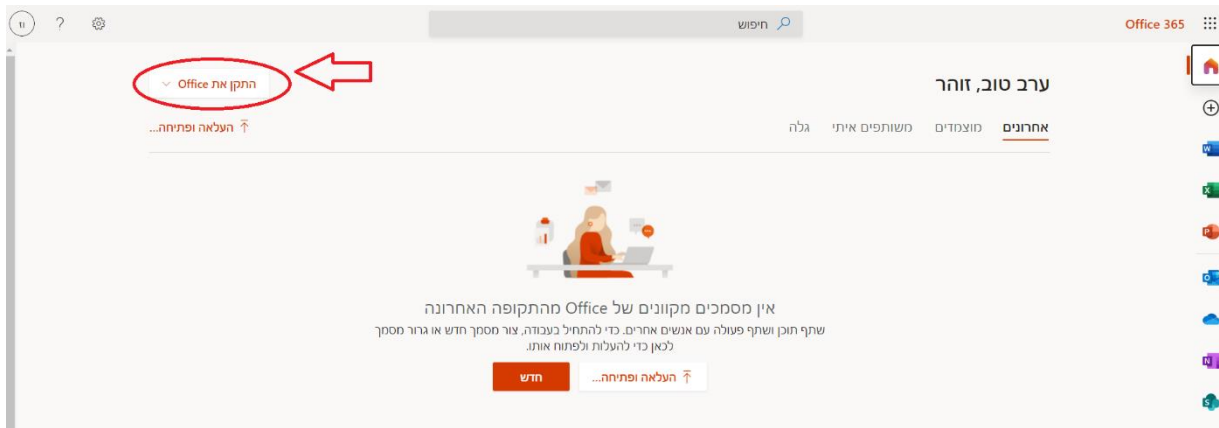 Office 365
חיפוש
?
ערב טוב, זוהר
התקן את Office
אחרונים מוצמדים משותפים איתי גלה
העלאה ופתיחה...
אין מסמכים מקוונים של Office מהתקופה האחרונה
שתף תוכן ושתף פעולה עם אנשים אחרים. כדי להתחיל בעבודה, צור מסמך חדש או גרור מסמך
לכאן כדי להעלות ולפתוח אותו.
העלאה ופתיחה...
חדש